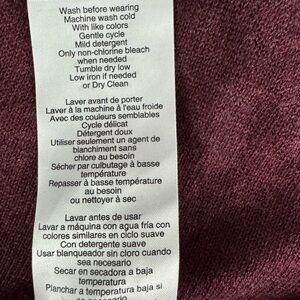 Wash before wearing
Machine wash cold
With like colors
Gentle cycle
Mild detergent
Only non-chlorine bleach
when needed
Tumble dry low
Low iron if needed
or Dry Clean
Laver avant de porter
Laver à la machine à l'eau froide
Avec des couleurs semblables
Cycle délicat
Détergent doux
Utiliser seulement un agent de
blanchiment sans
chlore au besoin
Sécher par culbutage à basse
température
Repasser à basse température
au besoin
ou nettoyer à sec
Lavar antes de usar
Lavar a máquina con agua fría con
colores similares en ciclo suave
Con detergente suave
Usar blanqueador sin cloro cuando
sea necesario
Secar en secadora a baja
temperatura
Planchar a temperatura baja si
es necesario